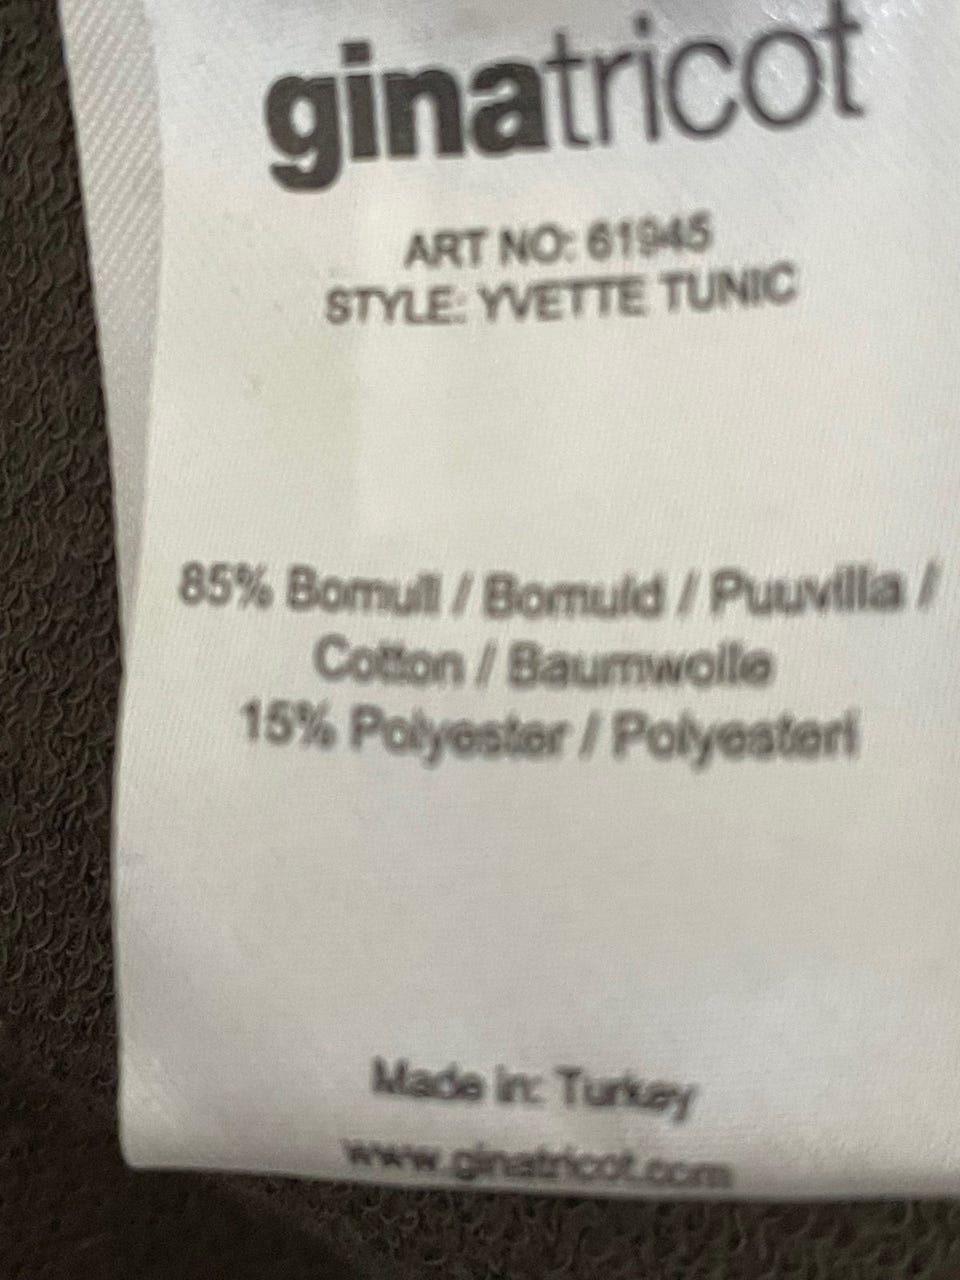 ginatricot
ART NO: 61945
STYLE: YVETTE TUNIC
85% Bomull / Bomuld / Puuvilla /
Cotton / Baumwolle
15% Polyester / Polyesteri
Made in: Turkey
www.ginatricot.com